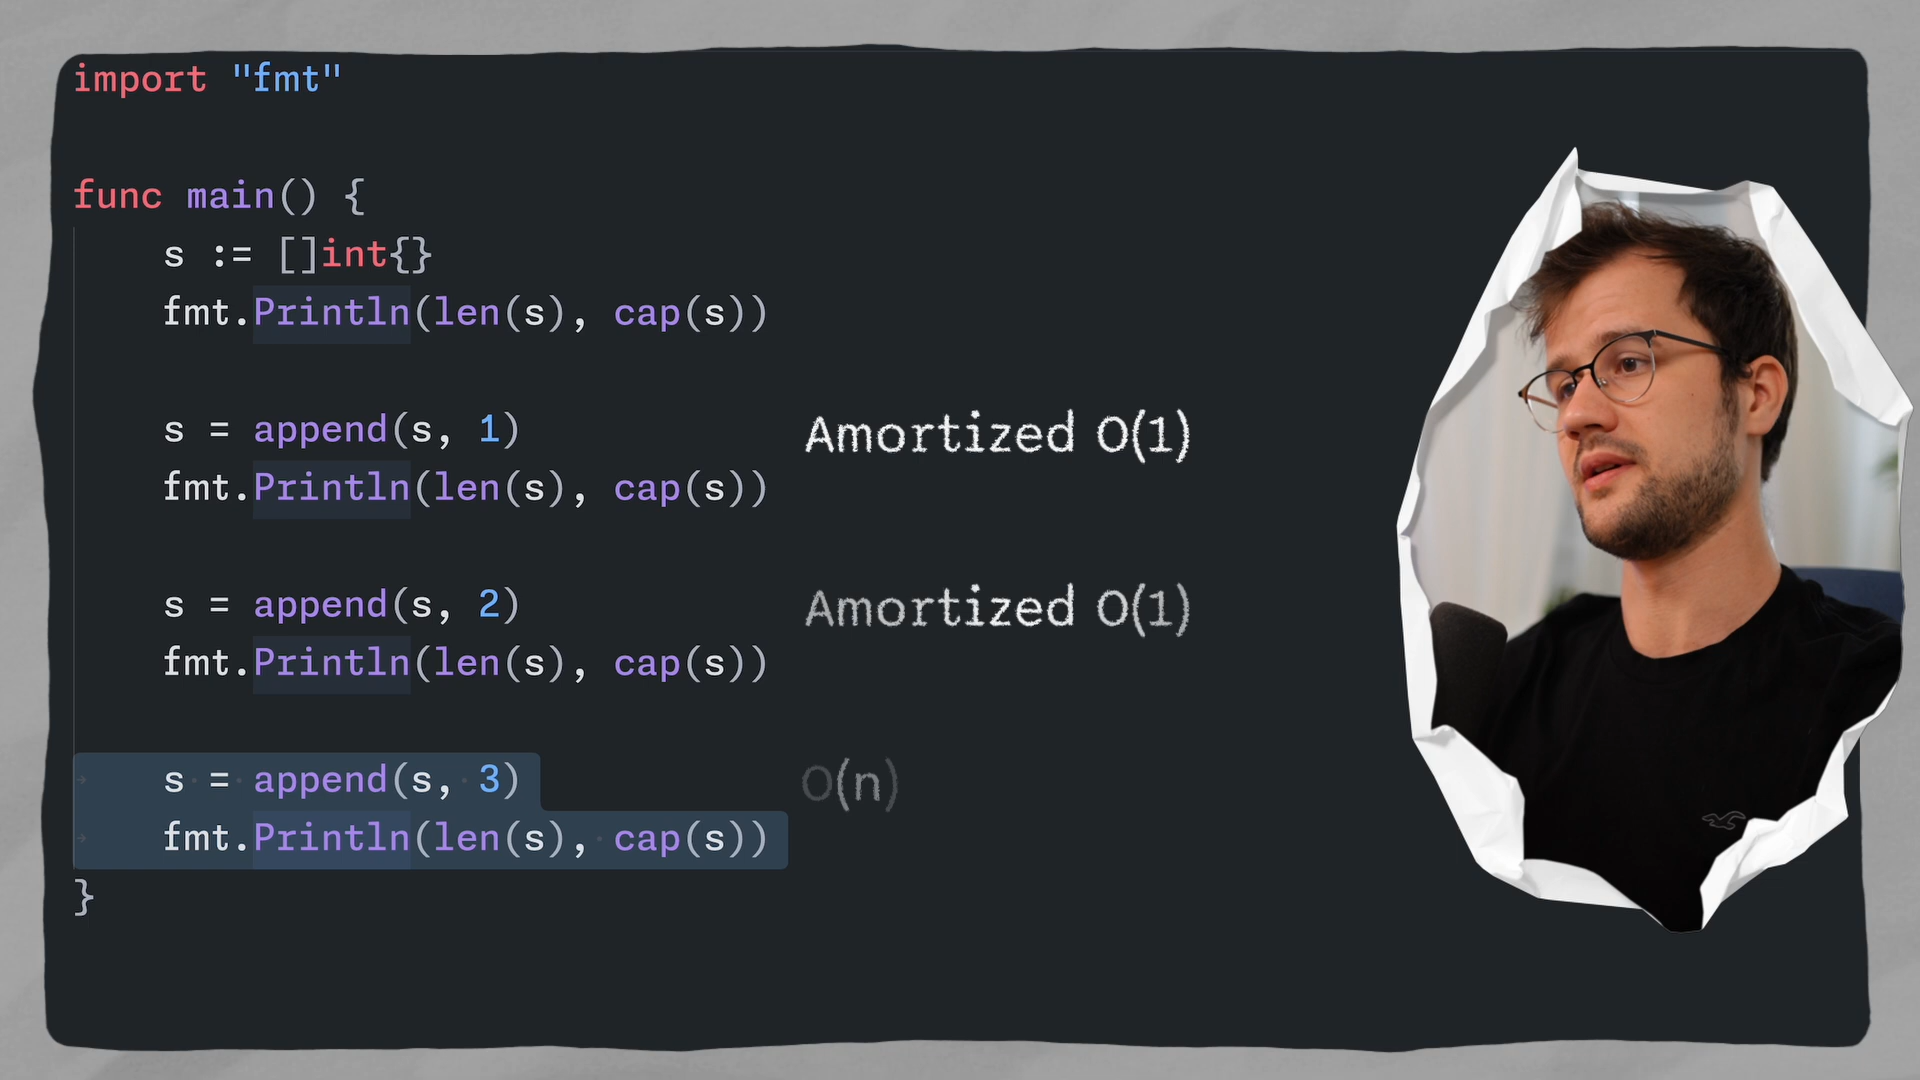 import "fmt"
func main() {
s := []int{}
fmt.Println(len(s), cap(s))
s = append(s, 1)
Amortized O(1)
fmt.Println(len(s), cap(s))
s = append(s, 2)
Amortized O(1)
fmt.Println(len(s), cap(s))
s = append(s, 3)
O(n)
fmt.Println(len(s), cap(s))
}